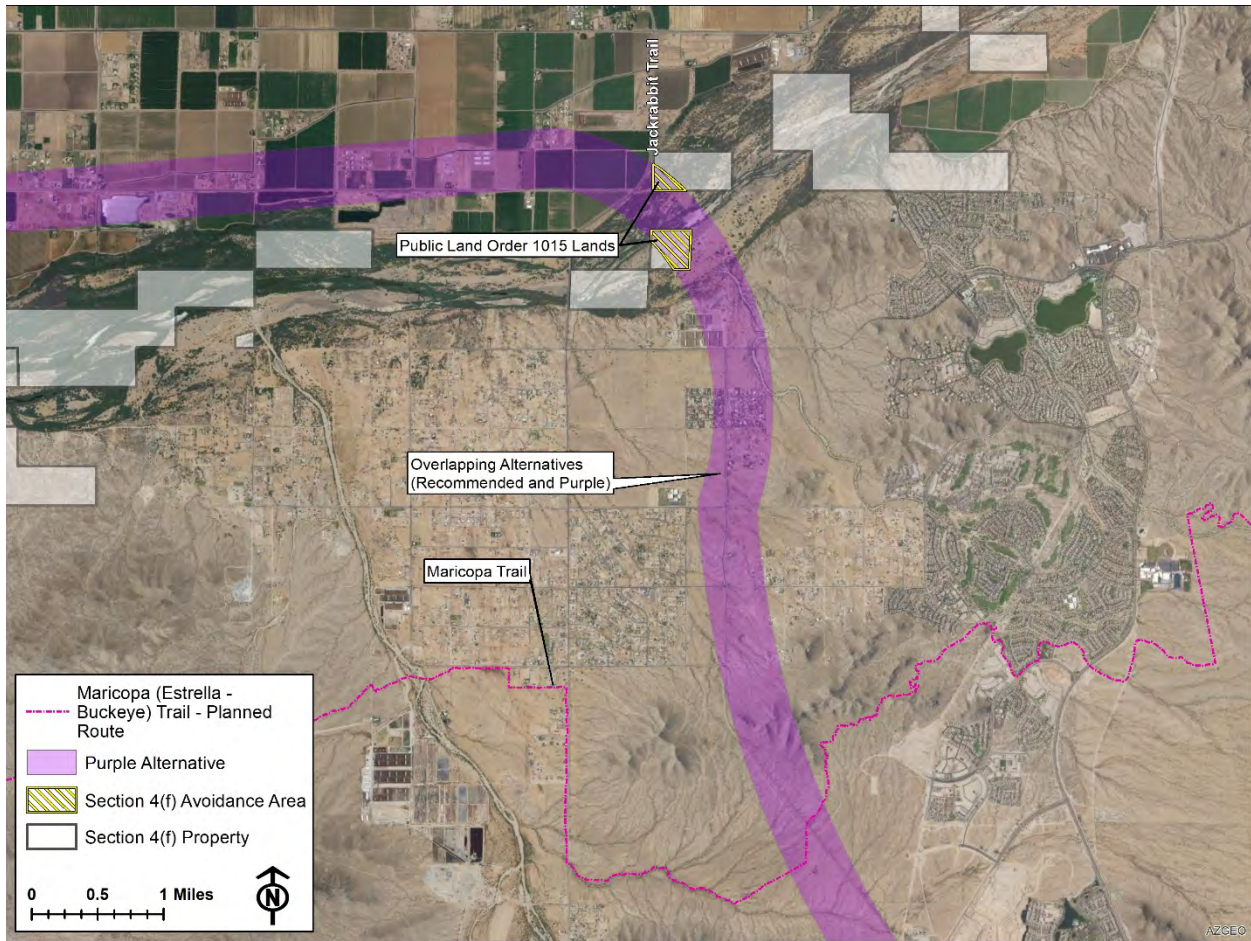 Jackrabbit Trail
Public Land Order 1015 Lands
Overlapping Alternatives
(Recommended and Purple)
Maricopa Trail
Maricopa (Estrella -
Buckeye) Trail - Planned
Route
Purple Alternative
Section 4(f) Avoidance Area
Section 4(f) Property
0 0.5 1 Miles
N
AZGEO